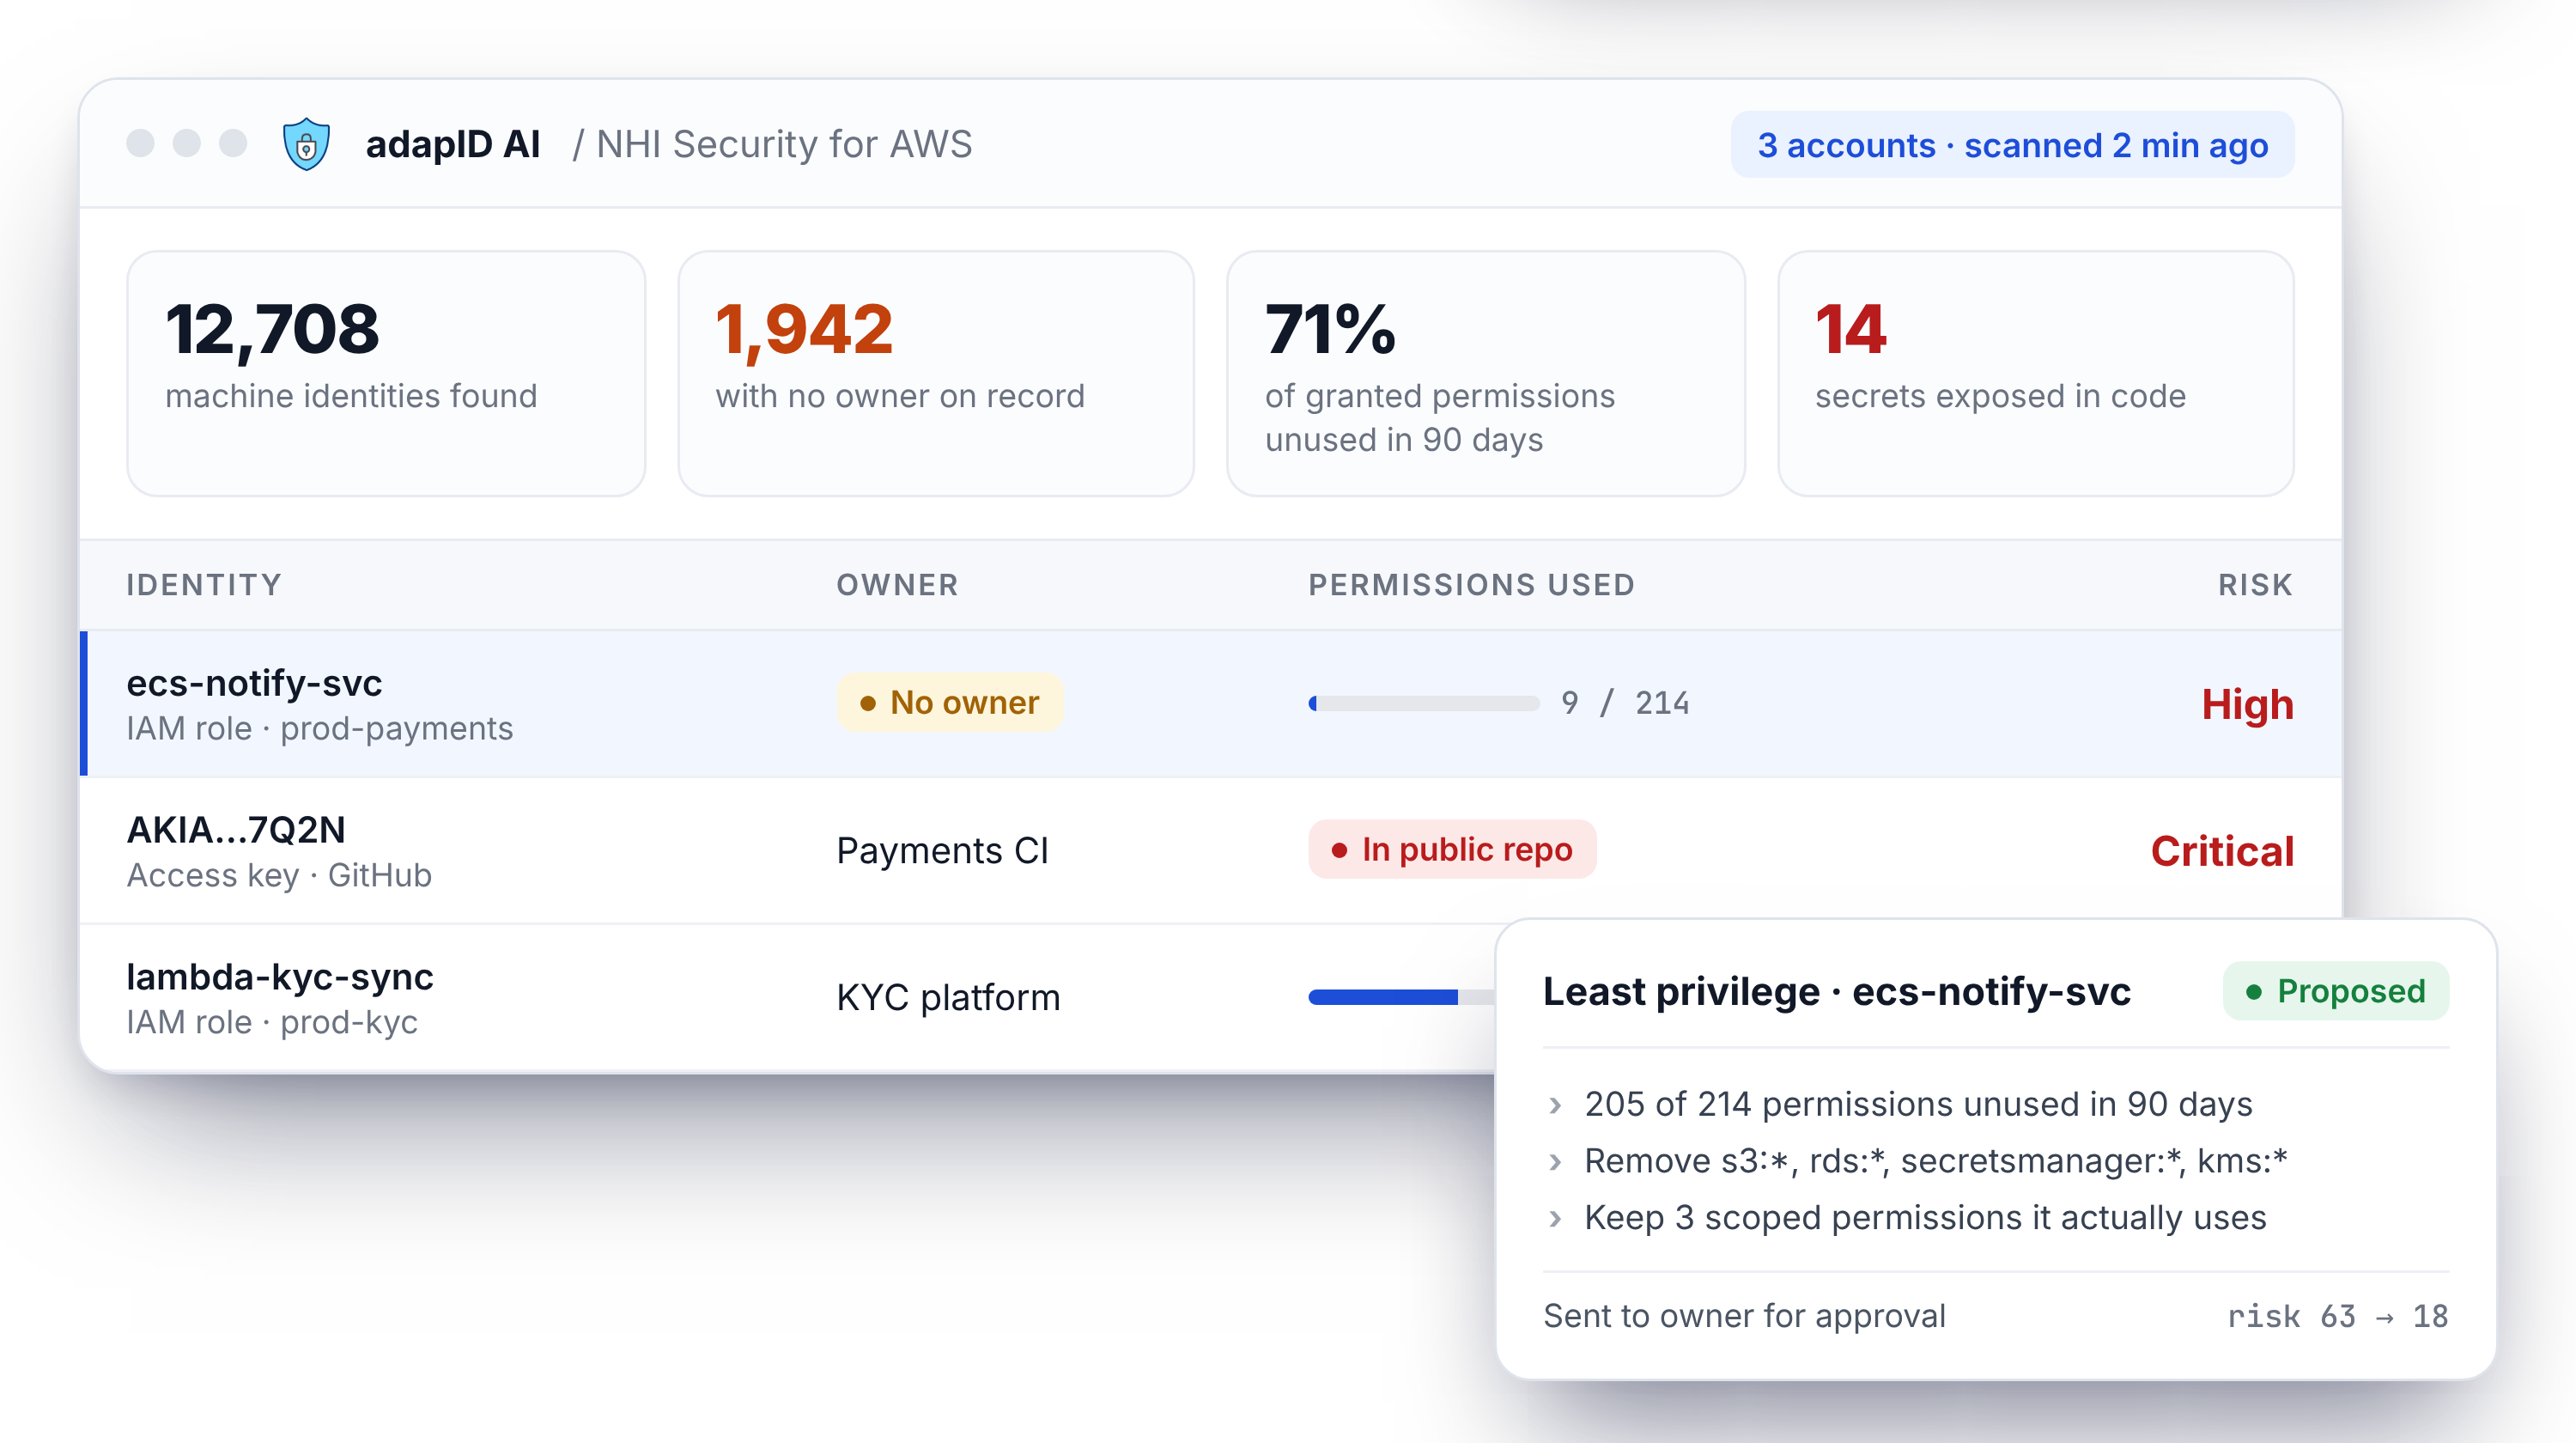 adapID AI / NHI Security for AWS
3 accounts · scanned 2 min ago
12,708
machine identities found
1,942
with no owner on record
71%
of granted permissions
unused in 90 days
14
secrets exposed in code
IDENTITY OWNER PERMISSIONS USED RISK
ecs-notify-svc
IAM role · prod-payments
No owner
9 / 214
High
AKIA...7Q2N
Access key · GitHub
Payments CI
In public repo
Critical
lambda-kyc-sync
IAM role · prod-kyc
KYC platform
Least privilege · ecs-notify-svc
Proposed
› 205 of 214 permissions unused in 90 days
› Remove s3:*, rds:*, secretsmanager:*, kms:*
› Keep 3 scoped permissions it actually uses
Sent to owner for approval
risk 63 → 18